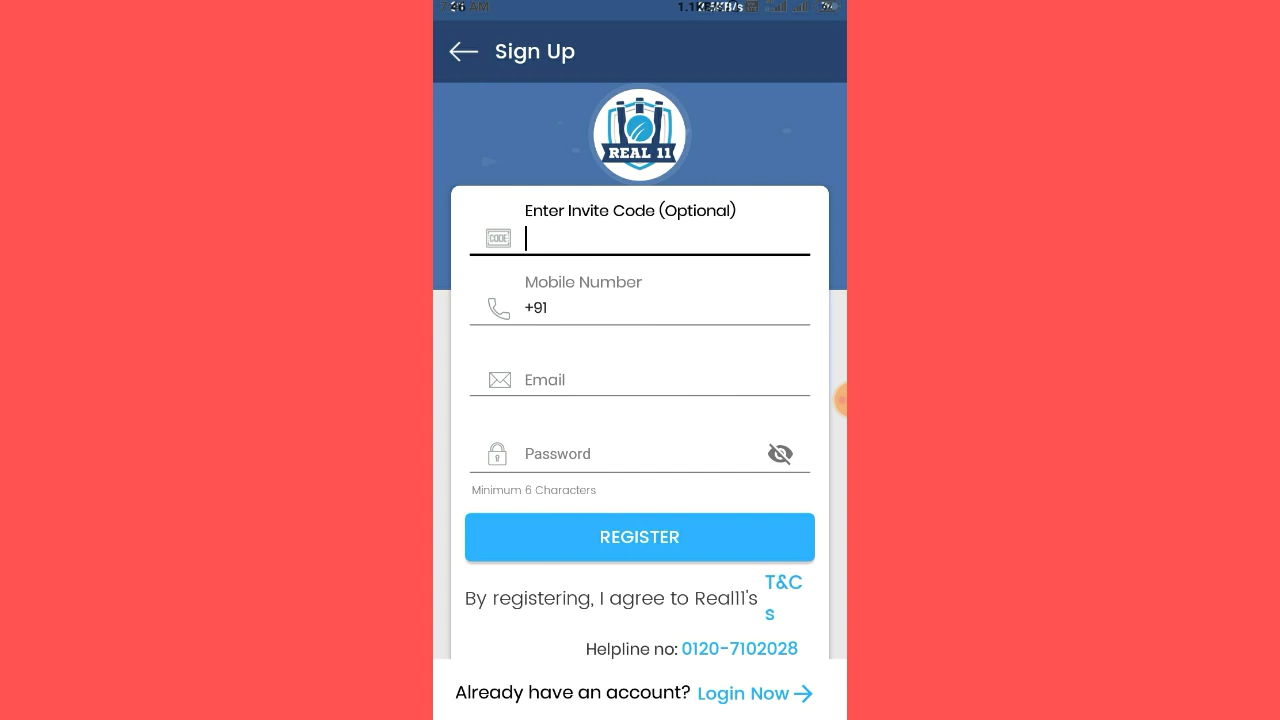 Sign Up
REAL 11
Enter Invite Code (Optional)
CODE
Mobile Number
+91
Email
Password
Minimum 6 Characters
REGISTER
By registering, I agree to Real11's T&C
s
Helpline no: 0120-7102028
Already have an account? Login Now